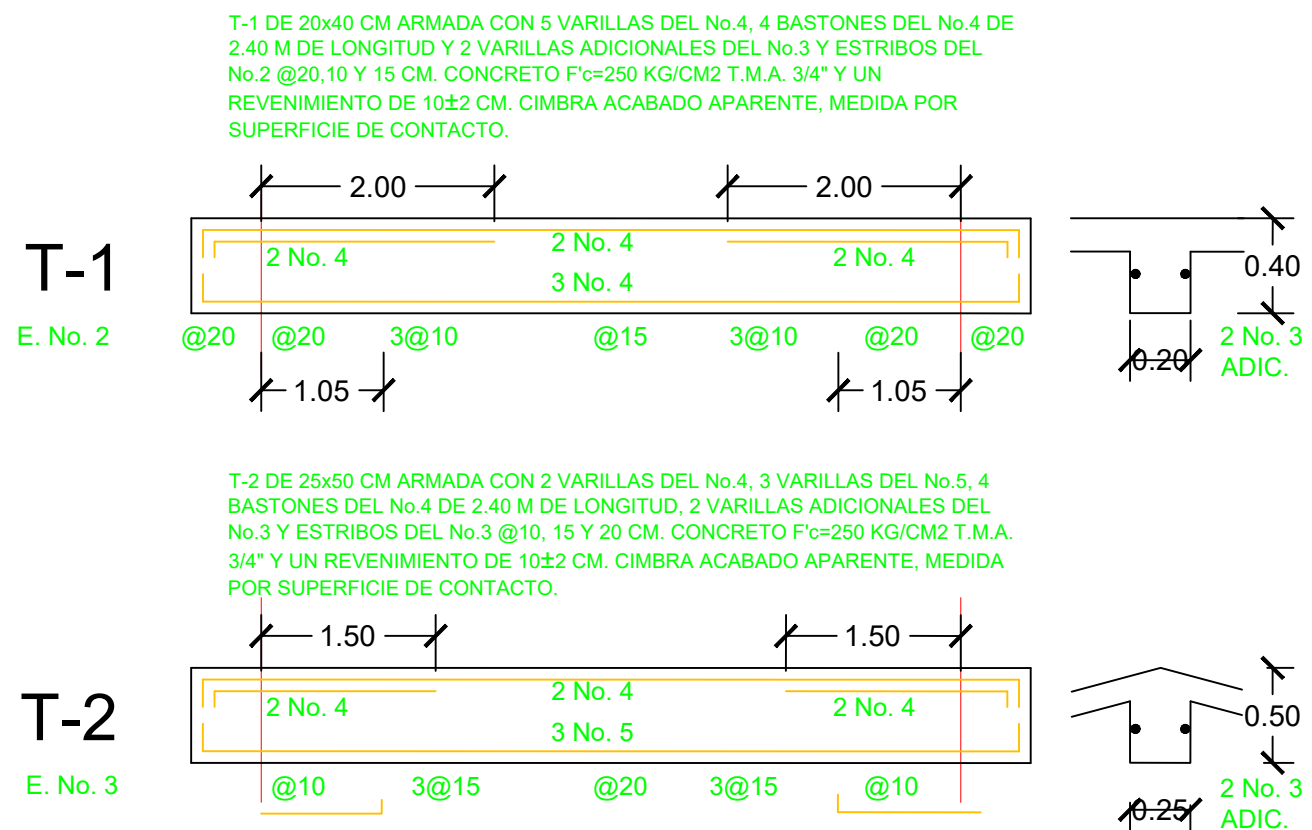 T-1 DE 20x40 CM ARMADA CON 5 VARILLAS DEL No.4, 4 BASTONES DEL No.4 DE
2.40 M DE LONGITUD Y 2 VARILLAS ADICIONALES DEL No.3 Y ESTRIBOS DEL
No.2 @20,10 Y 15 CM. CONCRETO F'c=250 KG/CM2 T.M.A. 3/4" Y UN
REVENIMIENTO DE 10±2 CM. CIMBRA ACABADO APARENTE, MEDIDA POR
SUPERFICIE DE CONTACTO.
2.00 2.00
T-1
2 No. 4 2 No. 4 2 No. 4
3 No. 4
0.40
E. No. 2 @20 @20 3@10 @15 3@10 @20 @20
0.20
2 No. 3
ADIC.
1.05 1.05
T-2 DE 25x50 CM ARMADA CON 2 VARILLAS DEL No.4, 3 VARILLAS DEL No.5, 4
BASTONES DEL No.4 DE 2.40 M DE LONGITUD, 2 VARILLAS ADICIONALES DEL
No.3 Y ESTRIBOS DEL No.3 @10, 15 Y 20 CM. CONCRETO F'c=250 KG/CM2 T.M.A.
3/4" Y UN REVENIMIENTO DE 10±2 CM. CIMBRA ACABADO APARENTE, MEDIDA
POR SUPERFICIE DE CONTACTO.
1.50 1.50
T-2
2 No. 4 2 No. 4 2 No. 4
3 No. 5
0.50
E. No. 3 @10 3@15 @20 3@15 @10
0.25
2 No. 3
ADIC.